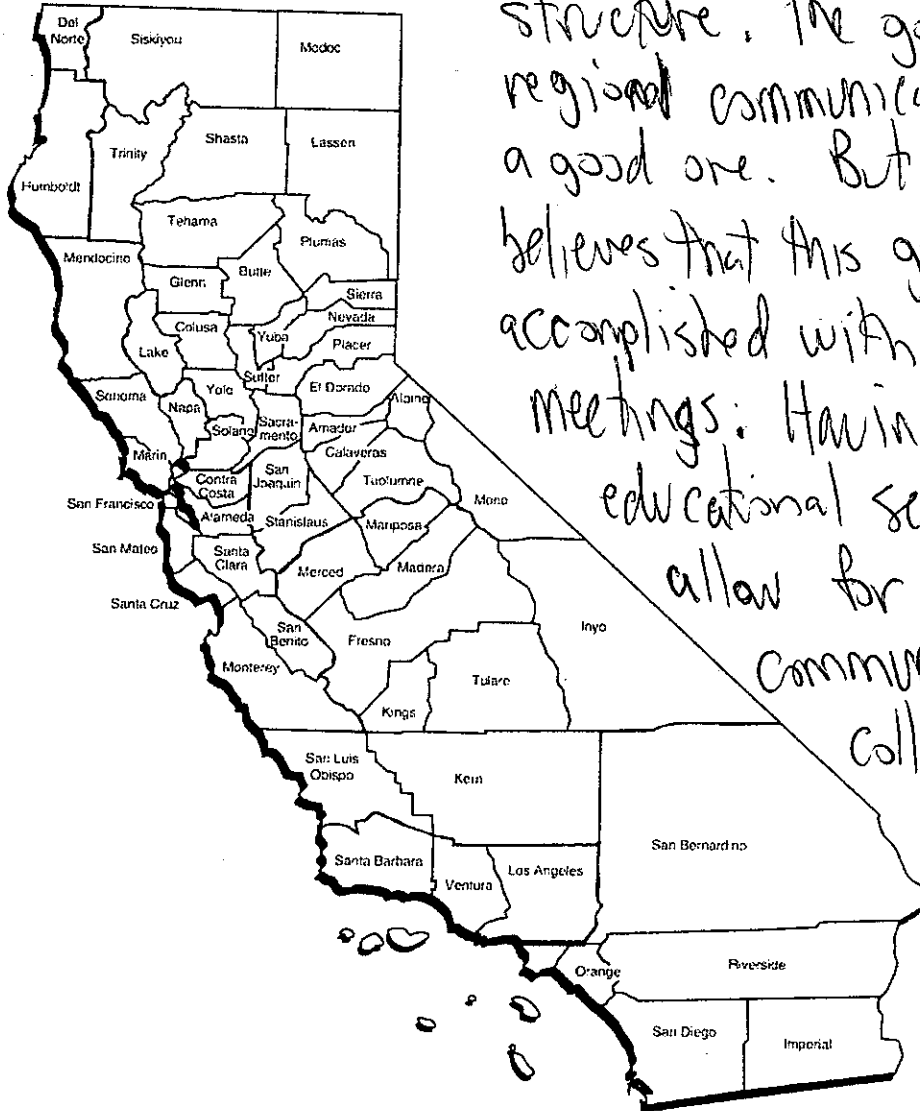 structure. The go
regional communica
a good one. But
believes that this g
accomplished with
meetings. Havin
educational se
allow for
commun
coll
Del
Norte
Siskiyou
Modoc
Trinity
Shasta
Lassen
Humboldt
Tehama
Plumas
Mendocino
Glenn
Butte
Sierra
Nevada
Colusa
Yuba
Placer
Lake
Sutter
Sonoma
Yolo
El Dorado
Napa
Alpine
Solano
Sacra-
mento
Amador
Marin
Calaveras
Contra
Costa
San
Joaquin
Tuolumne
San Francisco
Mono
Alameda
Stanislaus
Mariposa
San Mateo
Santa
Clara
Merced
Madera
Santa Cruz
San
Benito
Fresno
Inyo
Monterey
Tulare
Kings
San Luis
Obispo
Kern
San Bernardino
Santa Barbara
Ventura
Los Angeles
Orange
Riverside
San Diego
Imperial